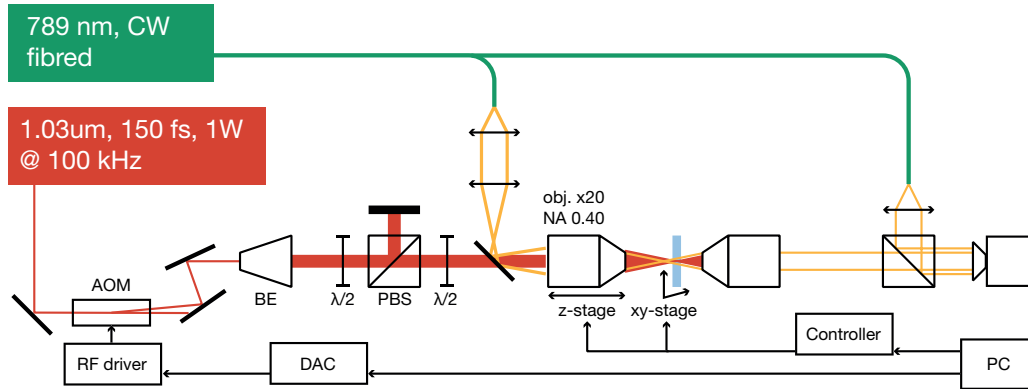 789 nm, CW
fibred
1.03um, 150 fs, 1W
@ 100 kHz
obj. x20
NA 0.40
AOM
BE
λ/2
PBS
λ/2
z-stage
xy-stage
RF driver
DAC
Controller
PC